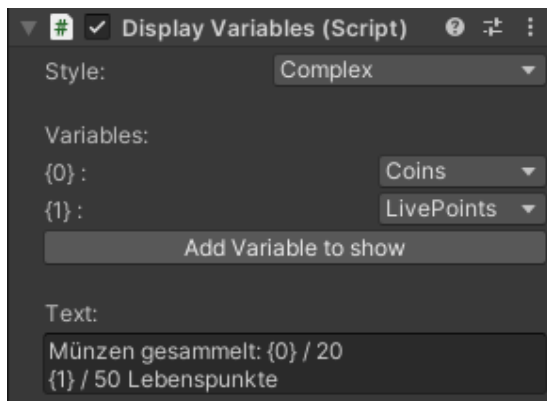 Display Variables (Script)
Style: Complex
Variables:
{0} : Coins
{1} : LivePoints
Add Variable to show
Text:
Münzen gesammelt: {0} / 20
{1} / 50 Lebenspunkte